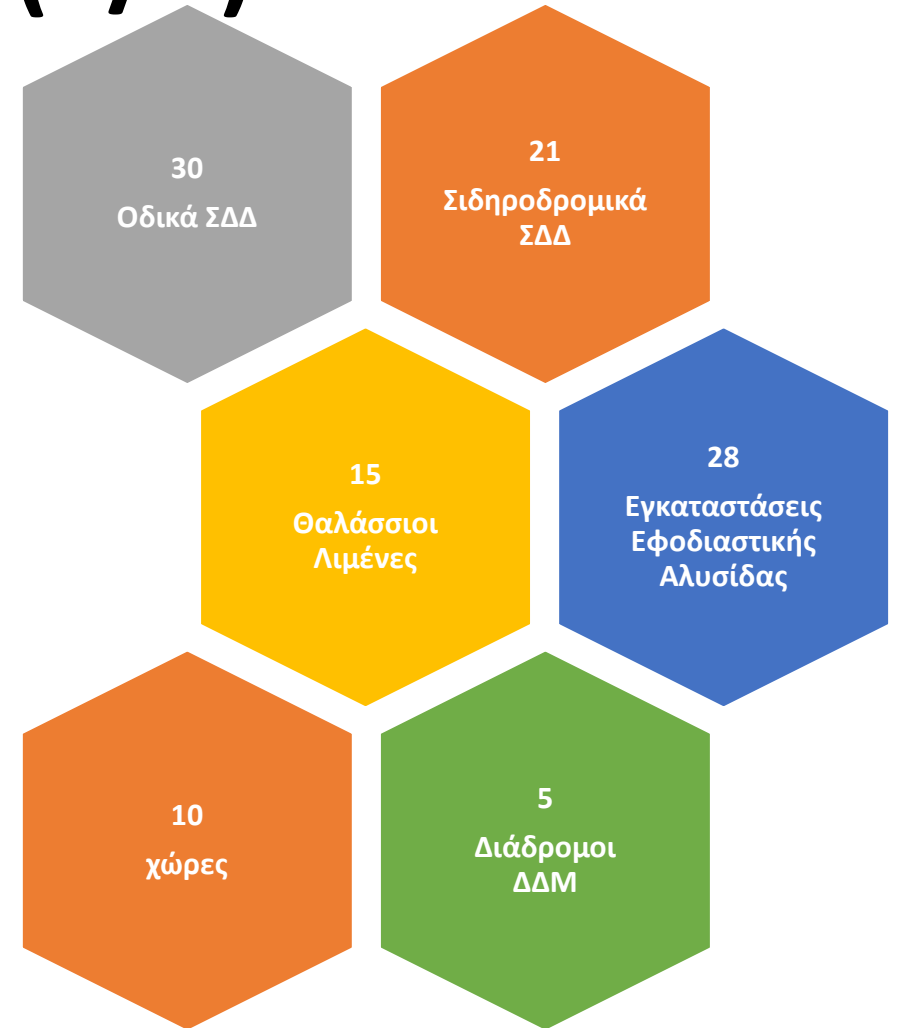 30
Οδικά ΣΔΔ
21
Σιδηροδρομικά
ΣΔΔ
15
Θαλάσσιοι
Λιμένες
28
Εγκαταστάσεις
Εφοδιαστικής
Αλυσίδας
10
χώρες
5
Διάδρομοι
ΔΔΜ